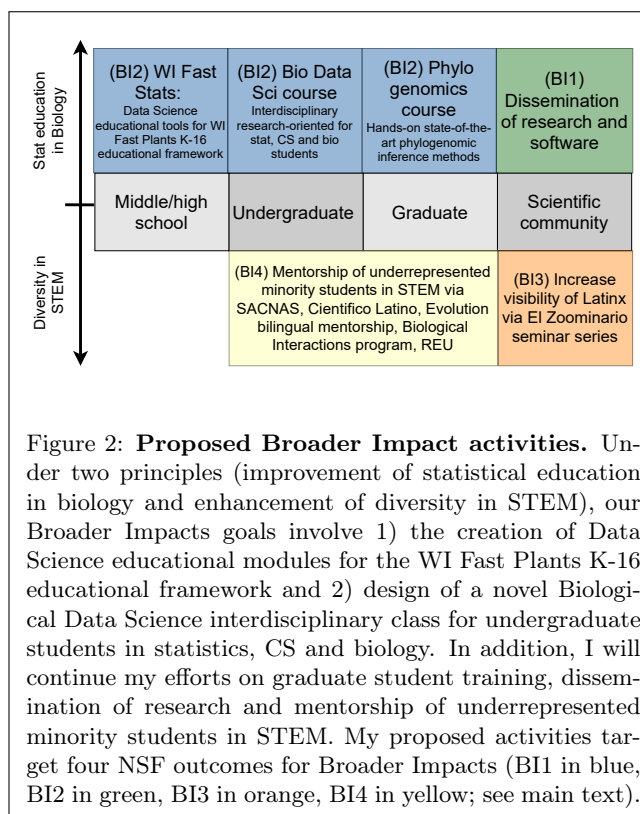 Stat education
in Biology
(BI2) WI Fast
Stats:
Data Science
educational tools for WI
Fast Plants K-16
educational framework
(BI2) Bio Data
Sci course
Interdisciplinary
research-oriented for
stat, CS and bio
students
(BI2) Phylo
genomics
course
Hands-on state-of-the-
art phylogenomic
inference methods
(BI1)
Dissemination
of research and
software
Middle/high
school
Undergraduate
Graduate
Scientific
community
Diversity in
STEM
(BI4) Mentorship of underrepresented
minority students in STEM via
SACNAS, Cientifico Latino, Evolution
bilingual mentorship, Biological
Interactions program, REU
(BI3) Increase
visibility of Latinx
via El Zoominario
seminar series
Figure 2: Proposed Broader Impact activities. Un-
der two principles (improvement of statistical education
in biology and enhancement of diversity in STEM), our
Broader Impacts goals involve 1) the creation of Data
Science educational modules for the WI Fast Plants K-16
educational framework and 2) design of a novel Biologi-
cal Data Science interdisciplinary class for undergraduate
students in statistics, CS and biology. In addition, I will
continue my efforts on graduate student training, dissem-
ination of research and mentorship of underrepresented
minority students in STEM. My proposed activities tar-
get four NSF outcomes for Broader Impacts (BI1 in blue,
BI2 in green, BI3 in orange, BI4 in yellow; see main text).